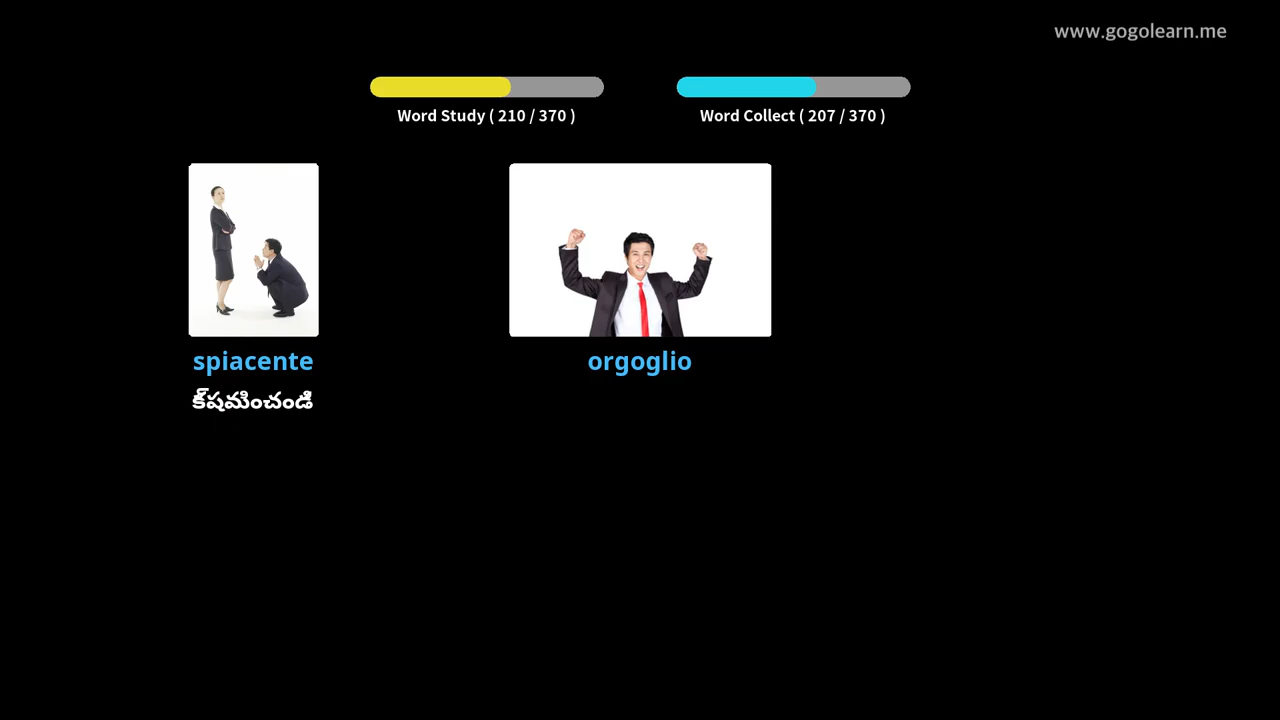 www.gogolearn.me
Word Study ( 210 / 370 )
Word Collect ( 207 / 370 )
spiacente
క్షమించండి
orgoglio